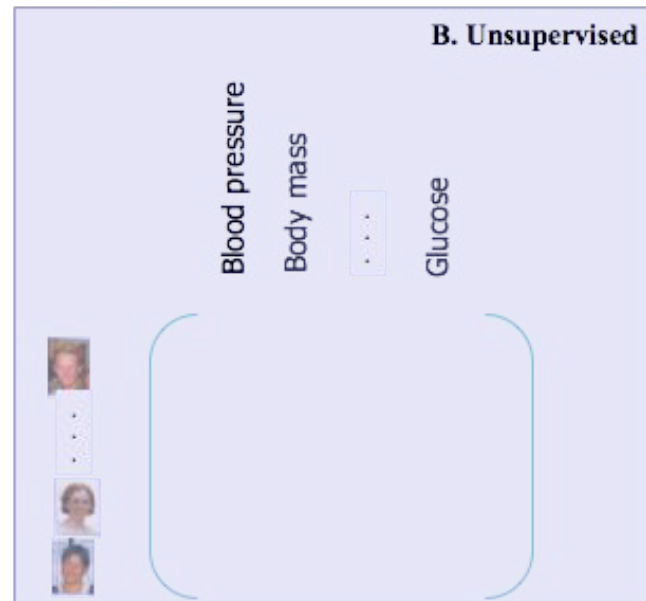 B. Unsupervised
Blood pressure
Body mass
. . .
Glucose
. . .